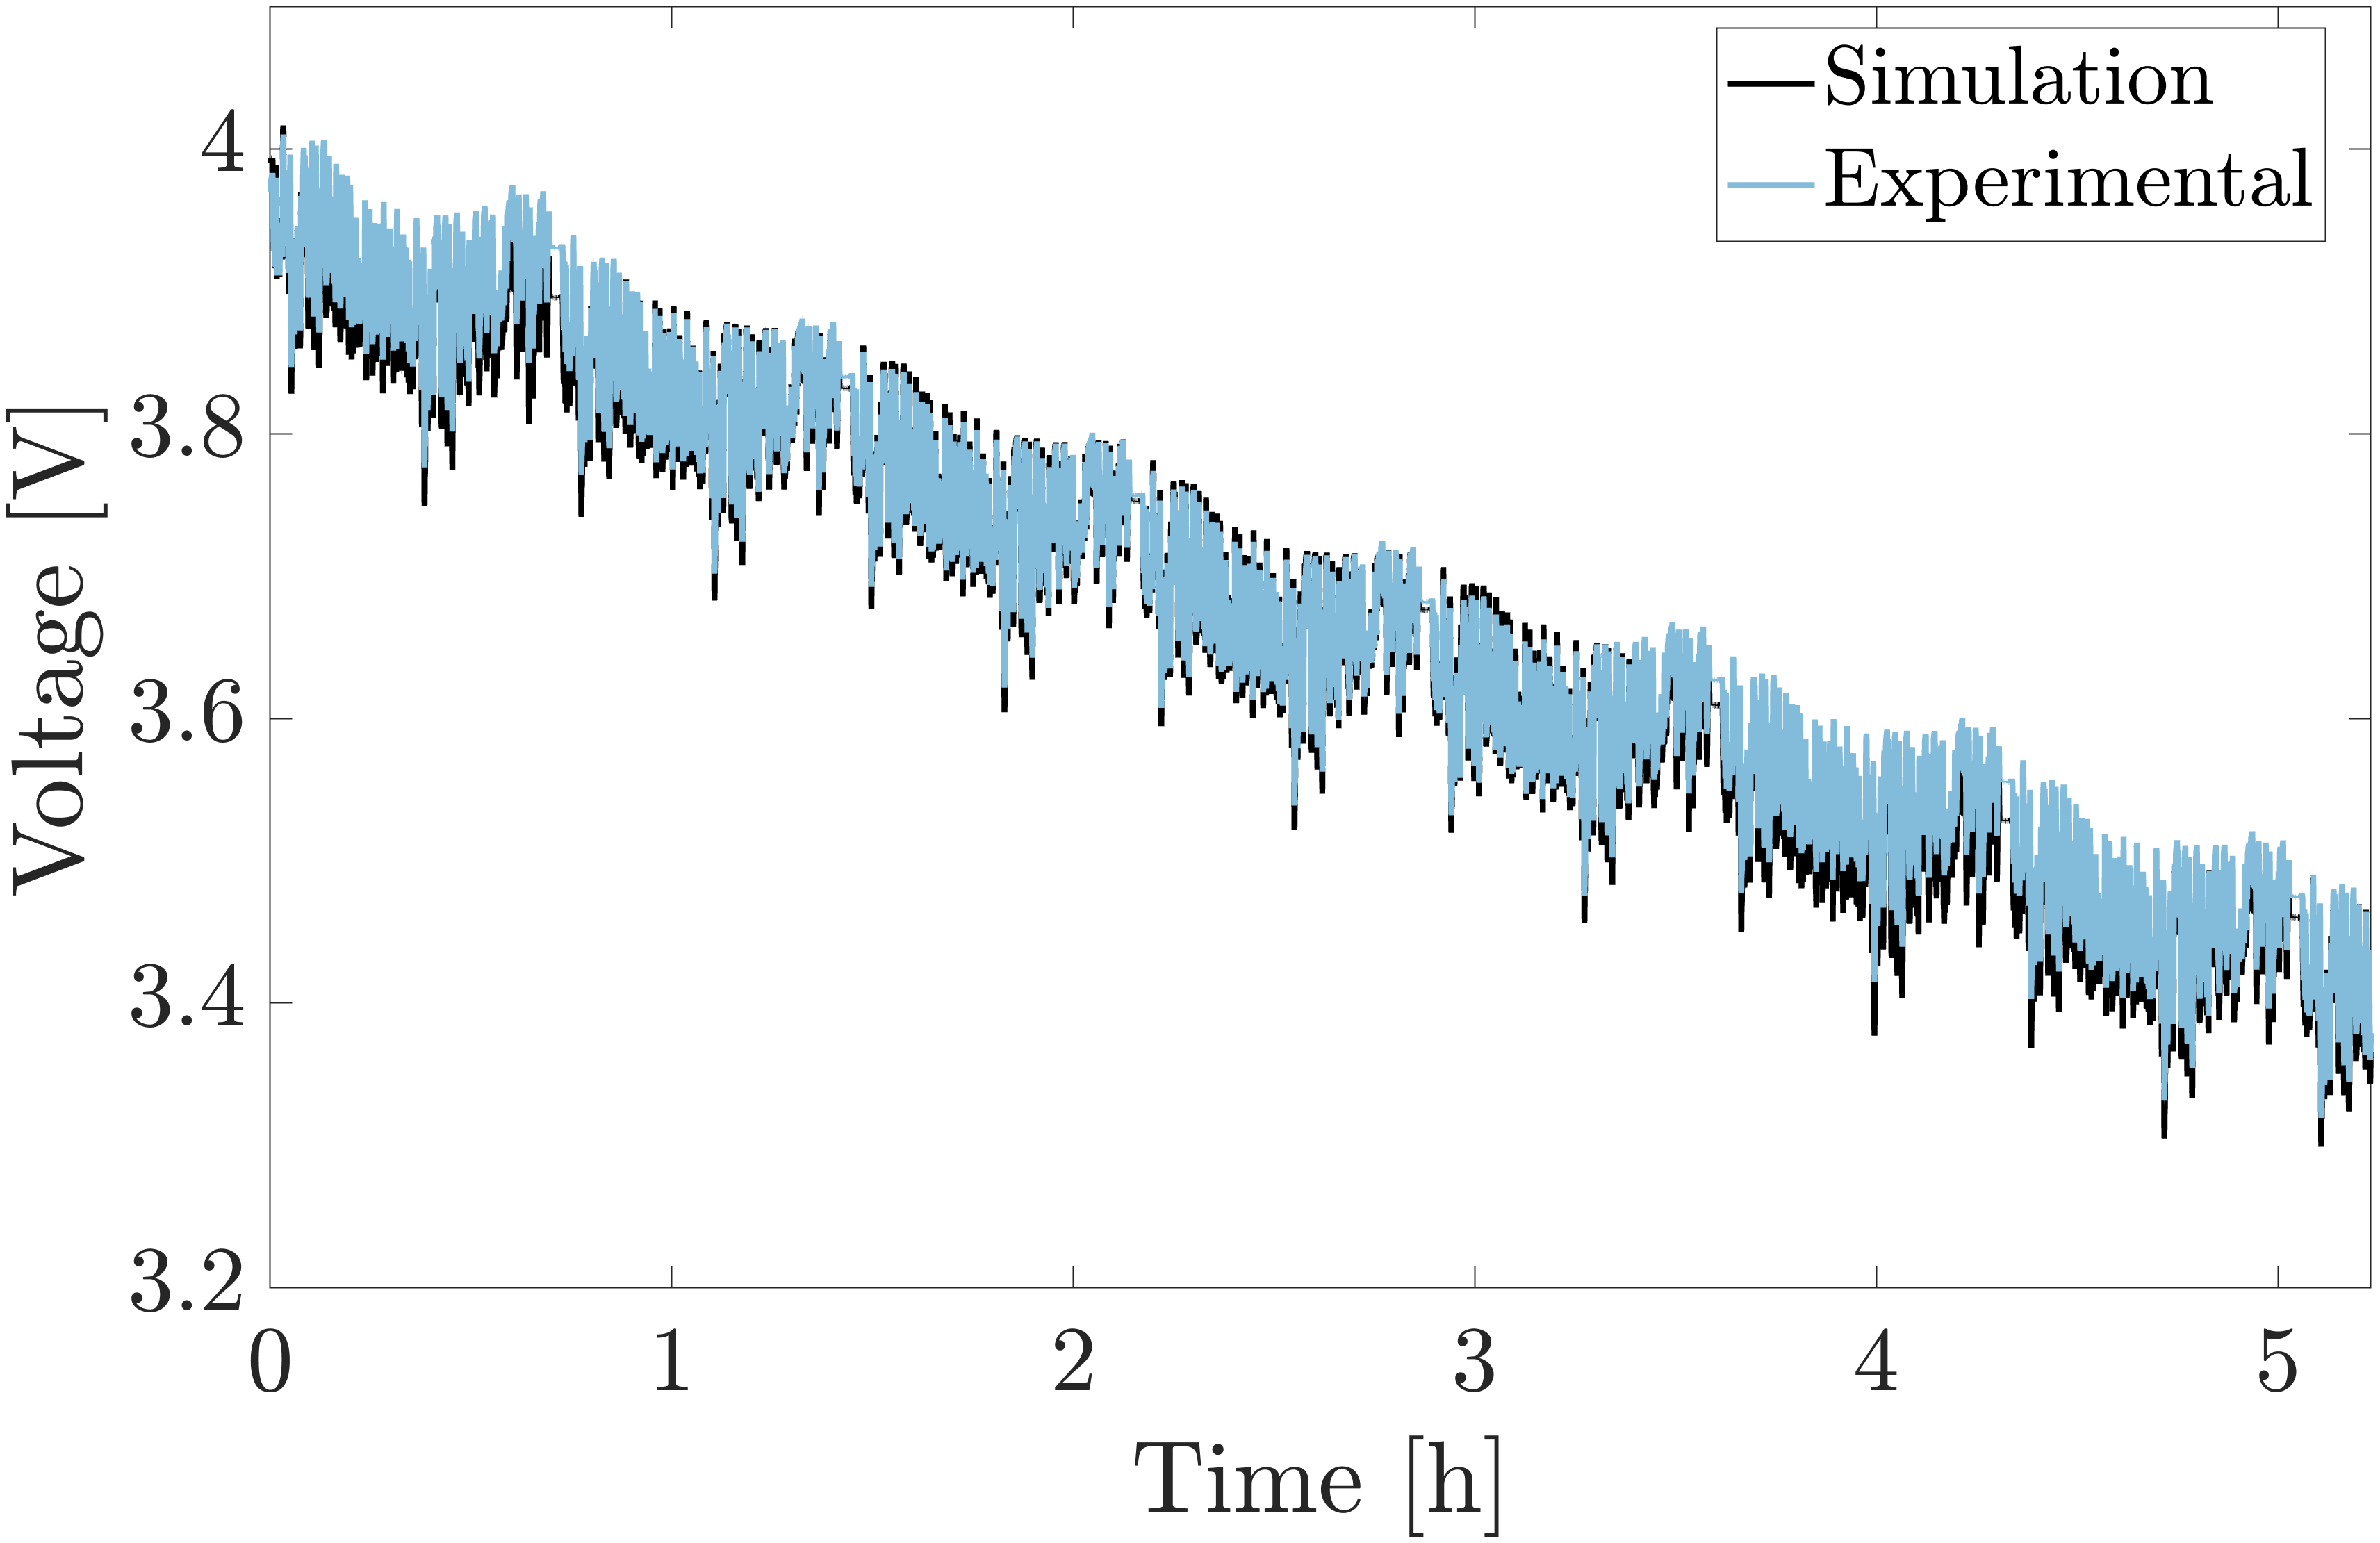 Simulation
Experimental
Voltage [V]
4
3.8
3.6
3.4
3.2
0 1 2 3 4 5
Time [h]